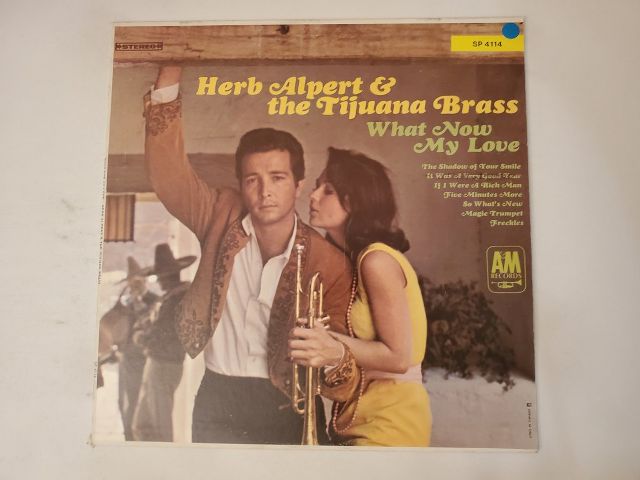 STEREO
SP 4114
Herb Alpert &
the Tijuana Brass
What Now
My Love
The Shadow of Your Smile
It Was A Very Good Year
If I Were A Rich Man
Five Minutes More
So What's New
Magic Trumpet
Freckles
A&M
RECORDS